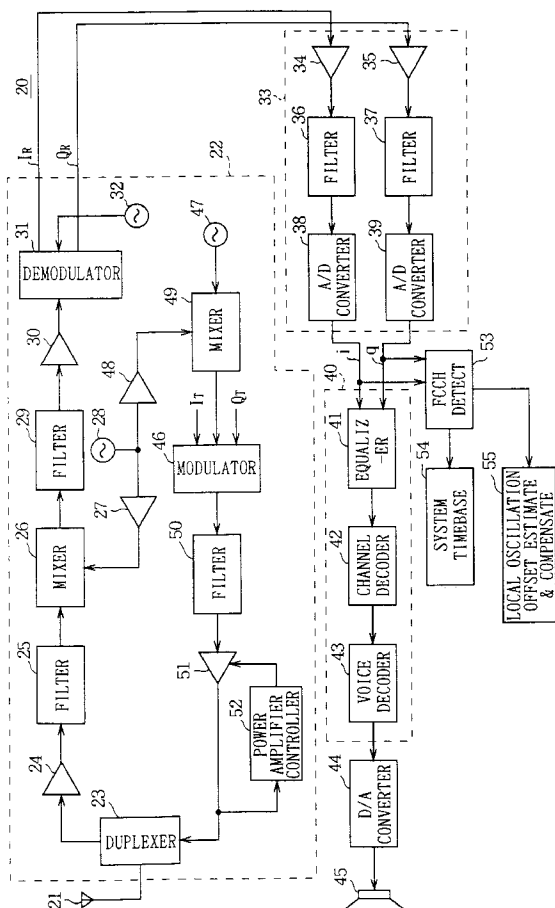 20
IR
QR
22
31
DEMODULATOR
32
30
29
FILTER
28
48
47
49
MIXER
46
MODULATOR
IT
QT
27
26
MIXER
25
FILTER
24
23
DUPLEXER
21
50
FILTER
51
52
POWER
AMPLIFIER
CONTROLLER
33
34
35
36
FILTER
37
FILTER
38
A/D
CONVERTER
39
A/D
CONVERTER
i
q
40
41
EQUALIZ
-ER
42
CHANNEL
DECODER
43
VOICE
DECODER
44
D/A
CONVERTER
45
53
FCCH
DETECT
54
SYSTEM
TIMEBASE
55
LOCAL OSCILLATION
OFFSET ESTIMATE
& COMPENSATE